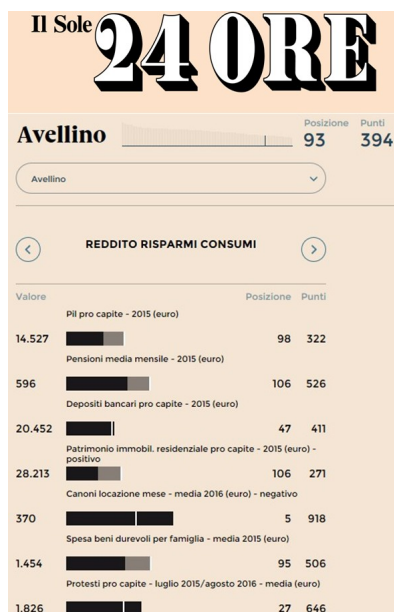 Il Sole
24 ORE
Avellino
Posizione Punti
93 394
Avellino
REDDITO RISPARMI CONSUMI
Valore Posizione Punti
Pil pro capite - 2015 (euro)
14.527 98 322
Pensioni media mensile - 2015 (euro)
596 106 526
Depositi bancari pro capite - 2015 (euro)
20.452 47 411
Patrimonio immobil. residenziale pro capite - 2015 (euro) -
positivo
28.213 106 271
Canoni locazione mese - media 2016 (euro) - negativo
370 5 918
Spesa beni durevoli per famiglia - media 2015 (euro)
1.454 95 506
Protesti pro capite - luglio 2015/agosto 2016 - media (euro)
1.826 27 646